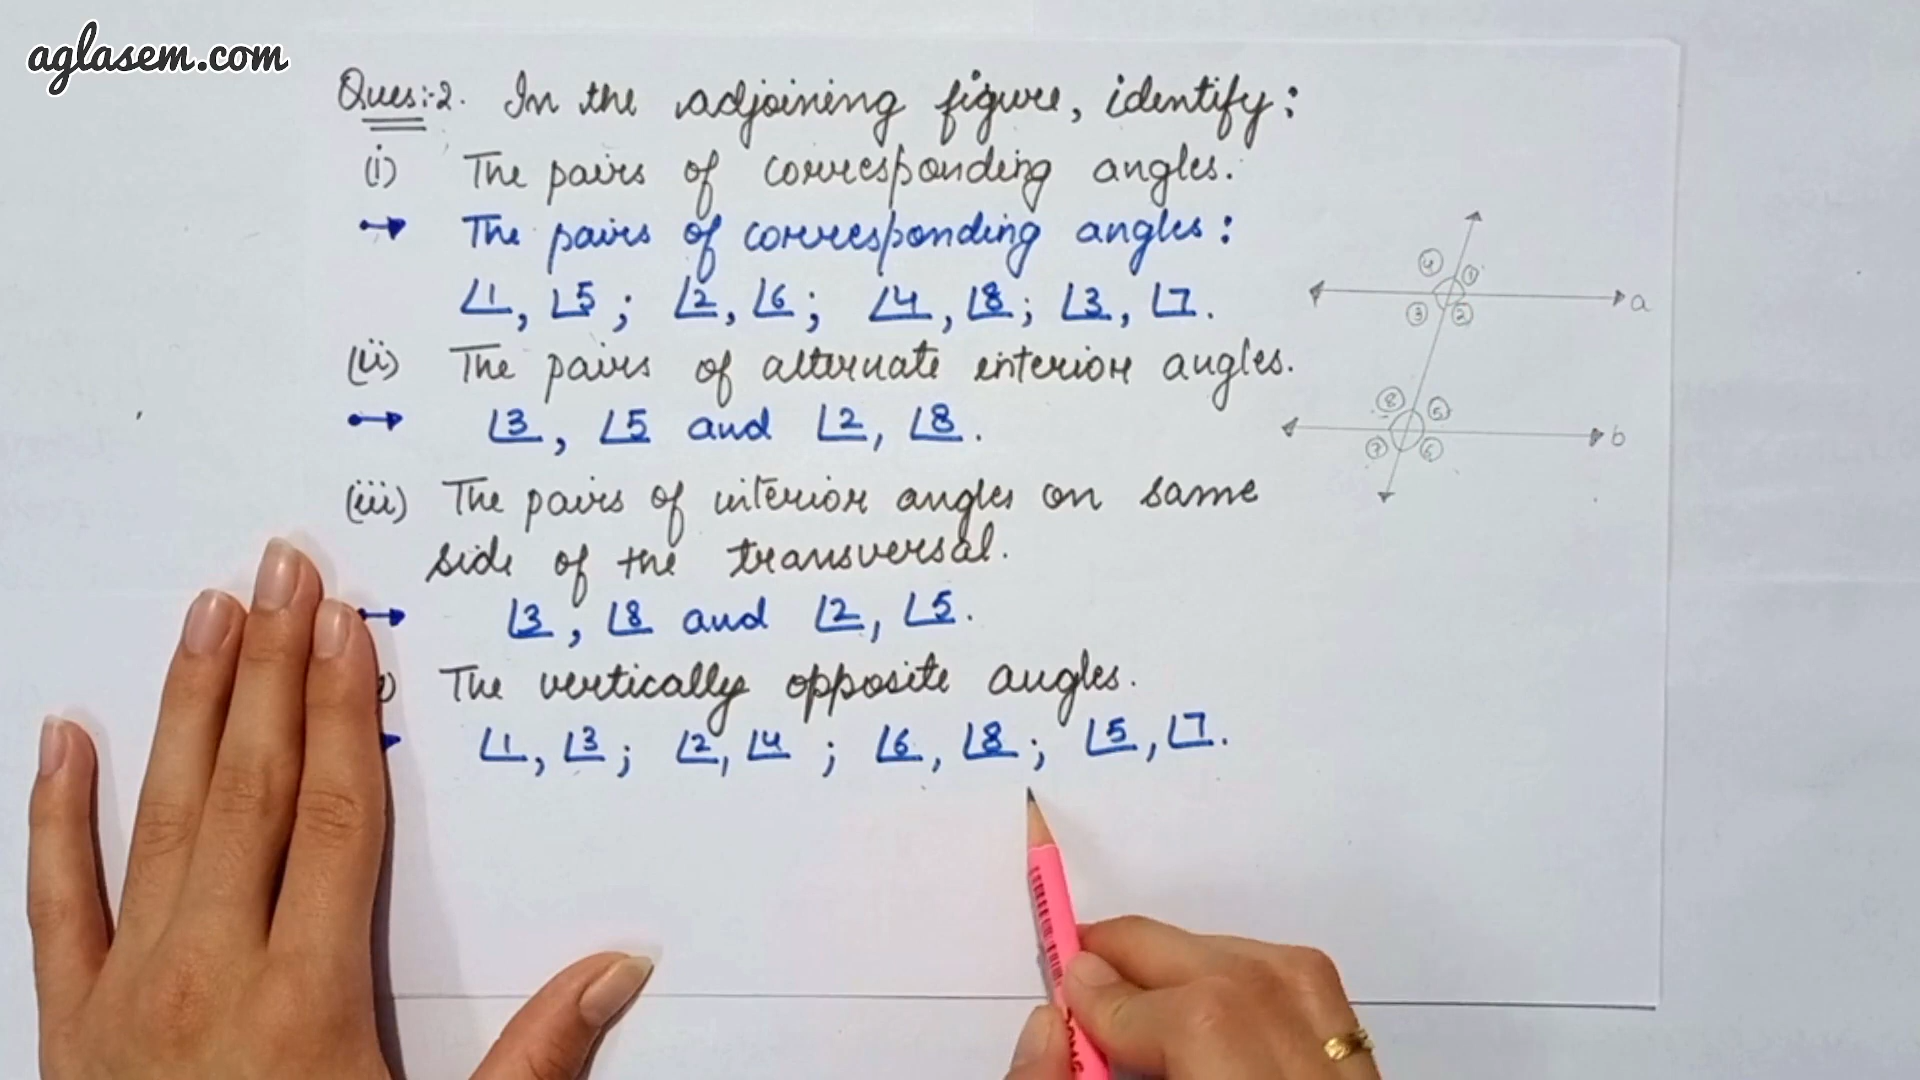 aglasem.com
Ques:-2. In the adjoining figure, identify:
(i) The pairs of corresponding angles.
The pairs of corresponding angles:
∠1, ∠5; ∠2, ∠6; ∠4, ∠8; ∠3, ∠7.
(ii) The pairs of alternate interior angles.
∠3, ∠5 and ∠2, ∠8.
(iii) The pairs of interior angles on same
side of the transversal.
∠3, ∠8 and ∠2, ∠5.
The vertically opposite angles.
∠1, ∠3; ∠2, ∠4; ∠6, ∠8; ∠5, ∠7.
4 1
a
3 2
8 5
b
7 6